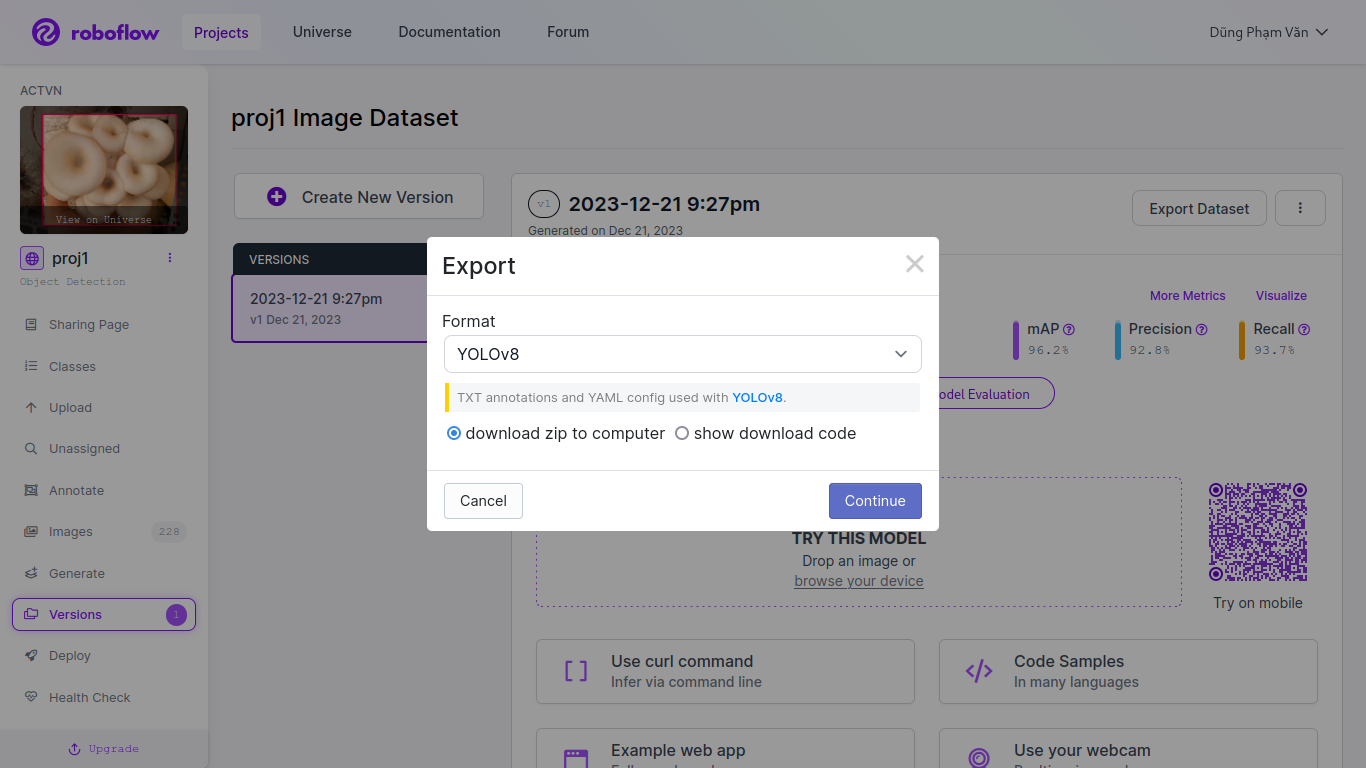 roboflow
Projects
Universe
Documentation
Forum
Dũng Phạm Văn
ACTVN
View on Universe
proj1
Object Detection
Sharing Page
Classes
Upload
Unassigned
Annotate
Images
228
Generate
Versions
1
Deploy
Health Check
Upgrade
proj1 Image Dataset
Create New Version
VERSIONS
2023-12-21 9:27pm
v1 Dec 21, 2023
v1
2023-12-21 9:27pm
Generated on Dec 21, 2023
Export Dataset
More Metrics
Visualize
mAP
96.2%
Precision
92.8%
Recall
93.7%
odel Evaluation
Export
Format
YOLOv8
TXT annotations and YAML config used with YOLOv8.
download zip to computer
show download code
Cancel
Continue
TRY THIS MODEL
Drop an image or
browse your device
Try on mobile
Use curl command
Infer via command line
Code Samples
In many languages
Example web app
Use your webcam